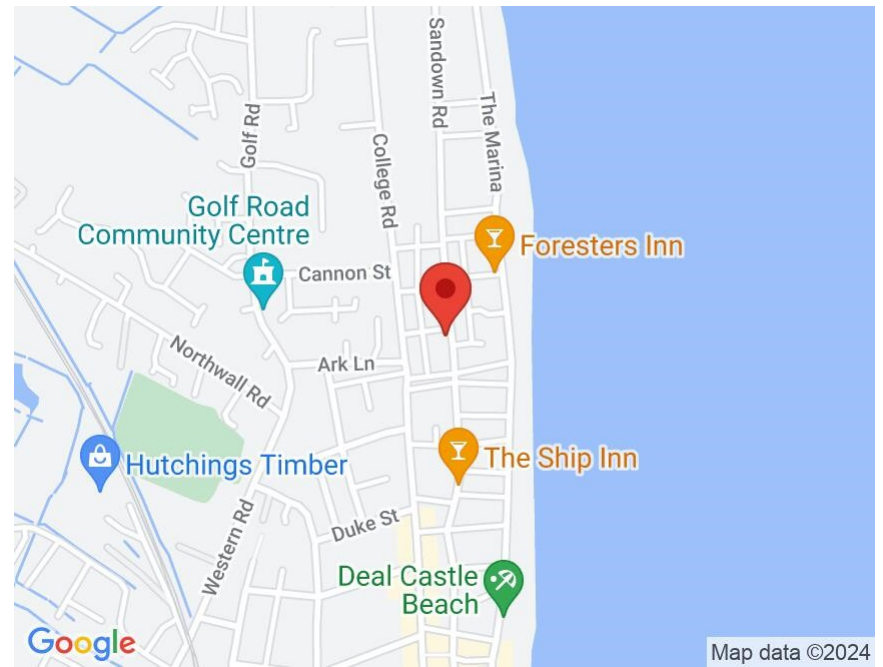 Sandown Rd
The Marina
Golf Rd
College Rd
Golf Road
Community Centre
Foresters Inn
Cannon St
Ark Ln
Northwall Rd
Hutchings Timber
The Ship Inn
Western Rd
Duke St
Deal Castle
Beach
Google
Map data ©2024